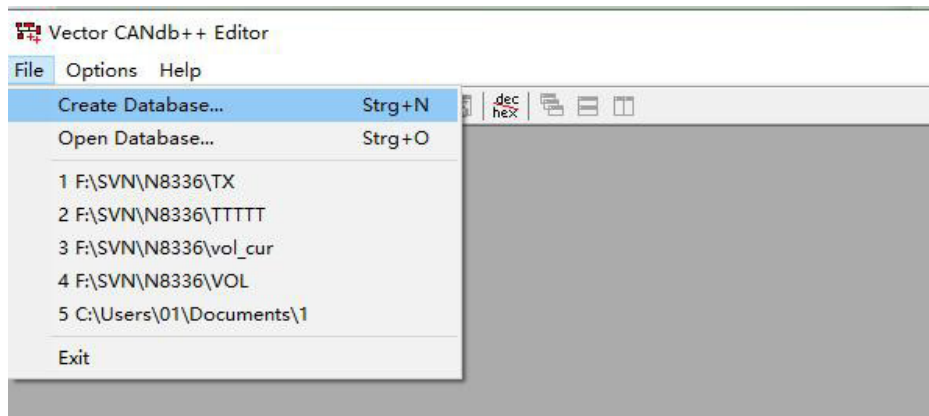 Vector CANdb++ Editor
File Options Help
Create Database... Strg+N
dec
hex
Open Database... Strg+O
1 F:\SVN\N8336\TX
2 F:\SVN\N8336\TTTTT
3 F:\SVN\N8336\vol_cur
4 F:\SVN\N8336\VOL
5 C:\Users\01\Documents\1
Exit